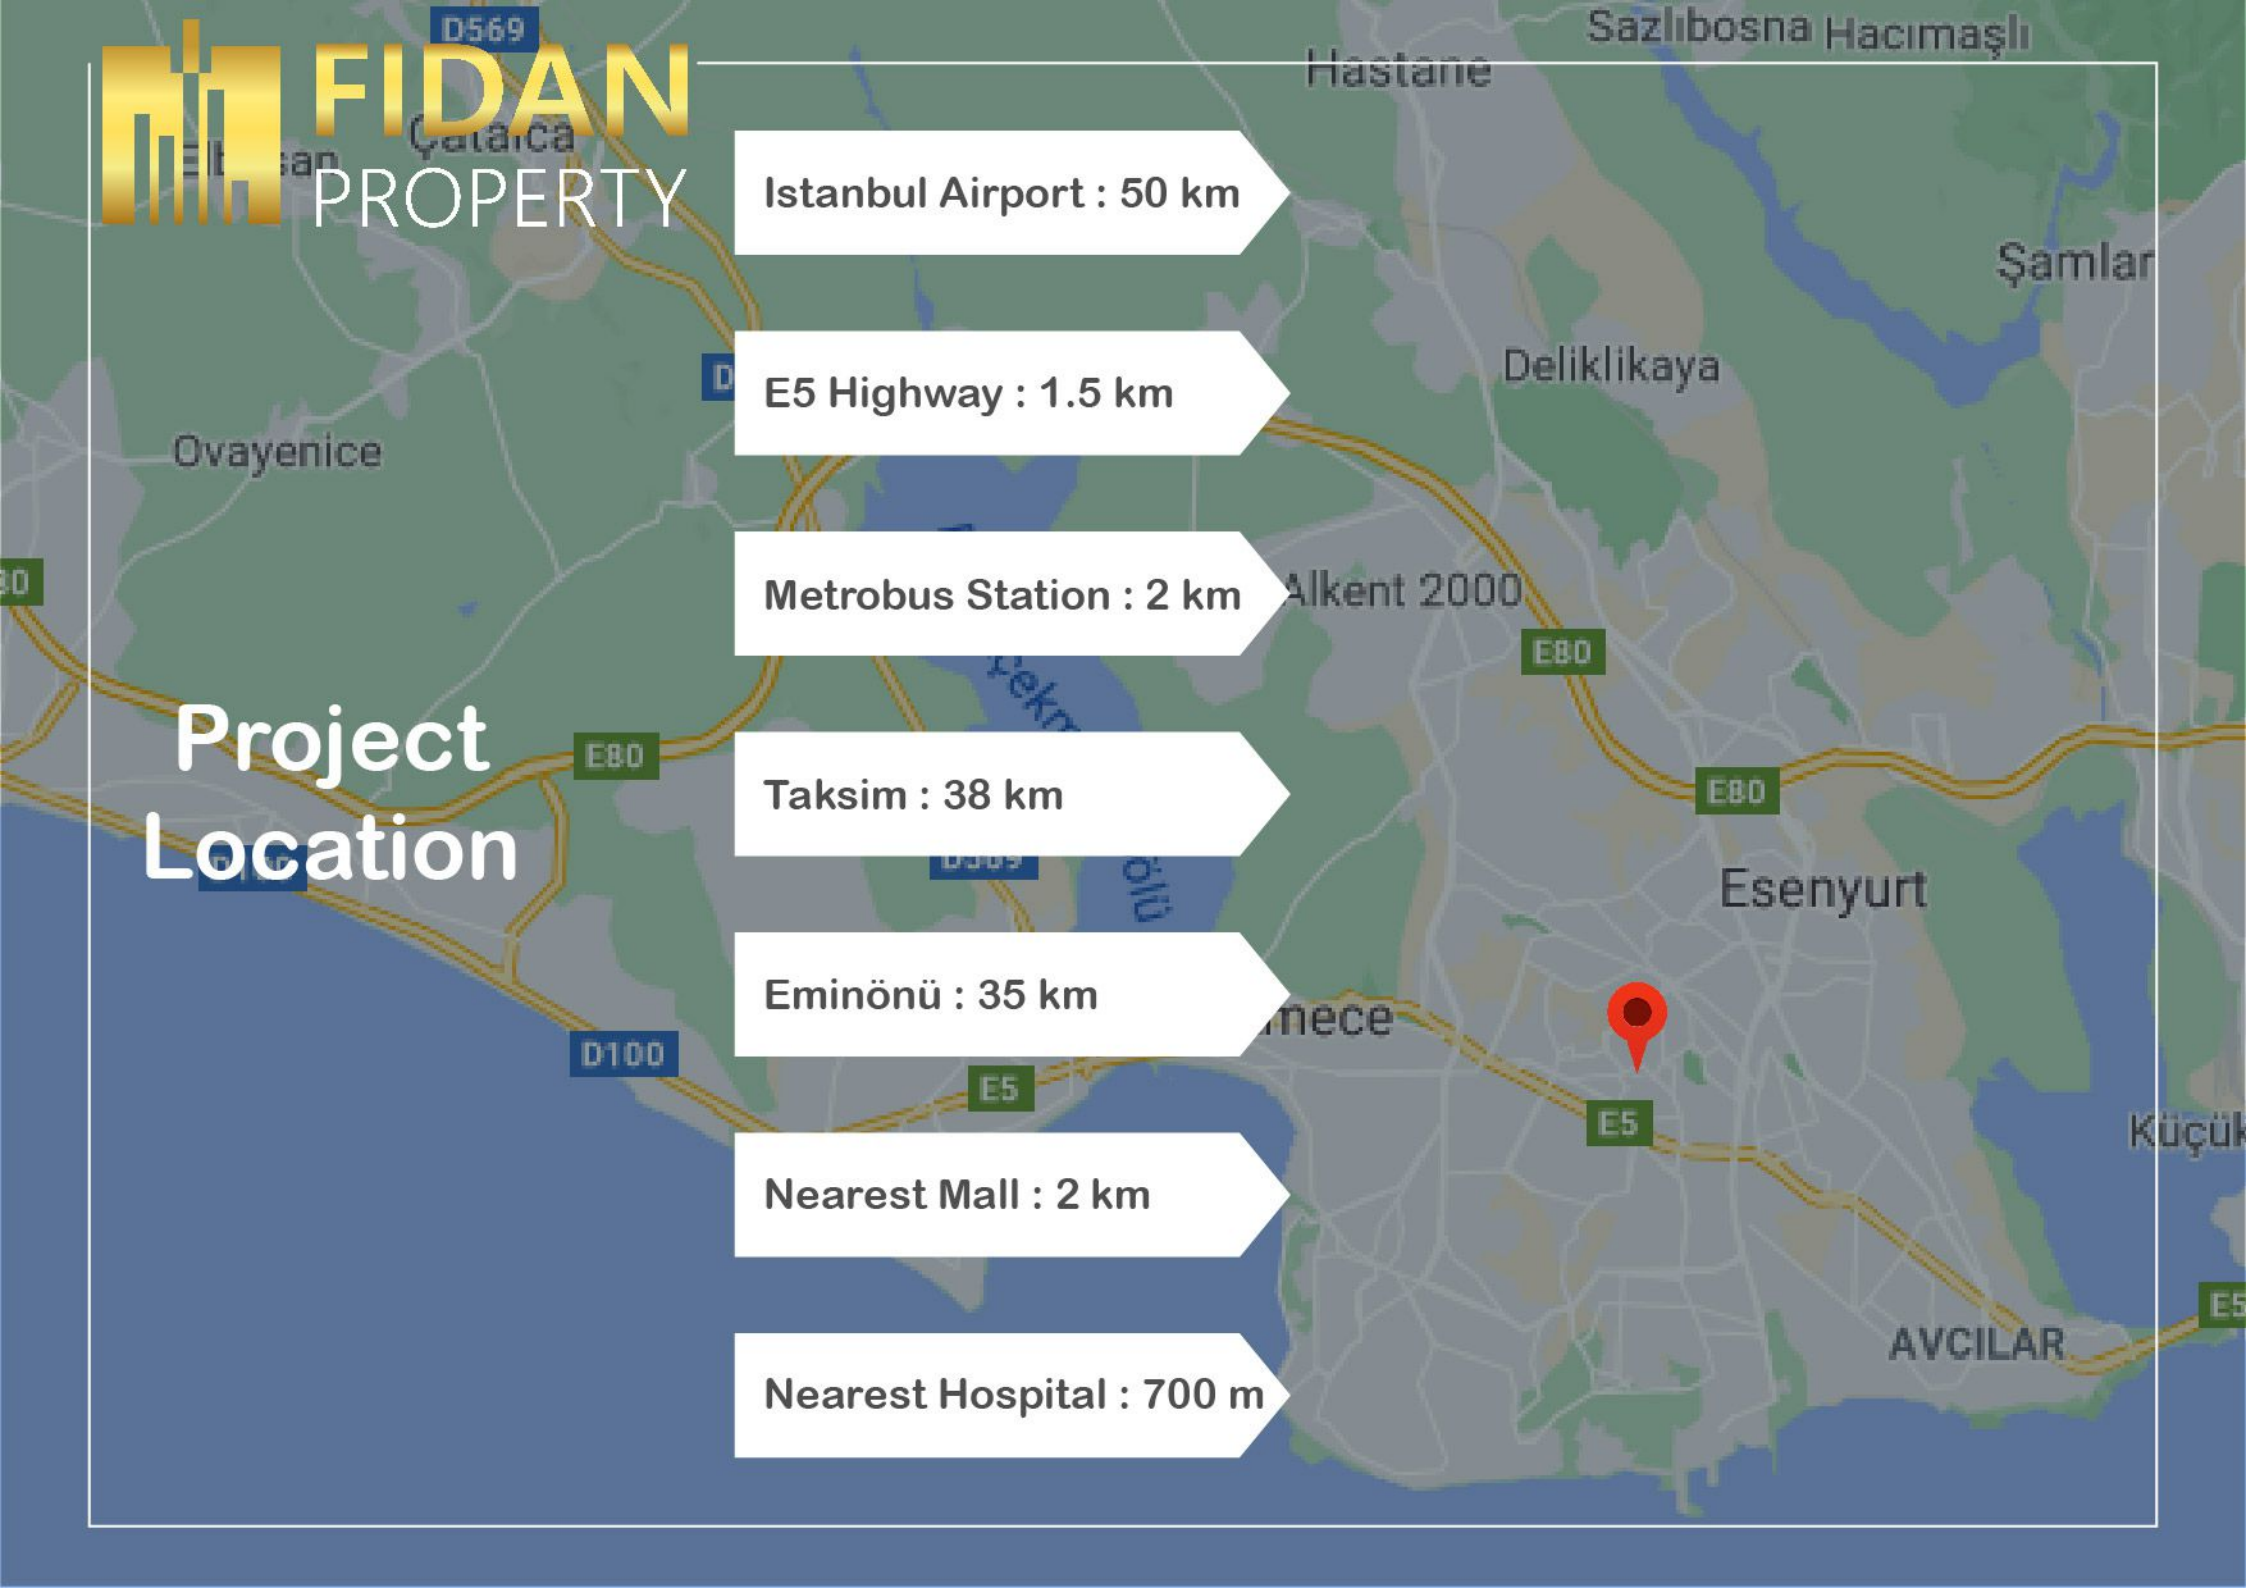 FIDAN
PROPERTY
Project
Location
Istanbul Airport : 50 km
E5 Highway : 1.5 km
Metrobus Station : 2 km
Taksim : 38 km
Eminönü : 35 km
Nearest Mall : 2 km
Nearest Hospital : 700 m
D569
Çatalca
Hastane
Sazlıbosna
Hacımaşlı
Şamlar
Deliklikaya
Ovayenice
Alkent 2000
E80
E80
E80
Esenyurt
D100
E5
E5
AVCILAR
E5